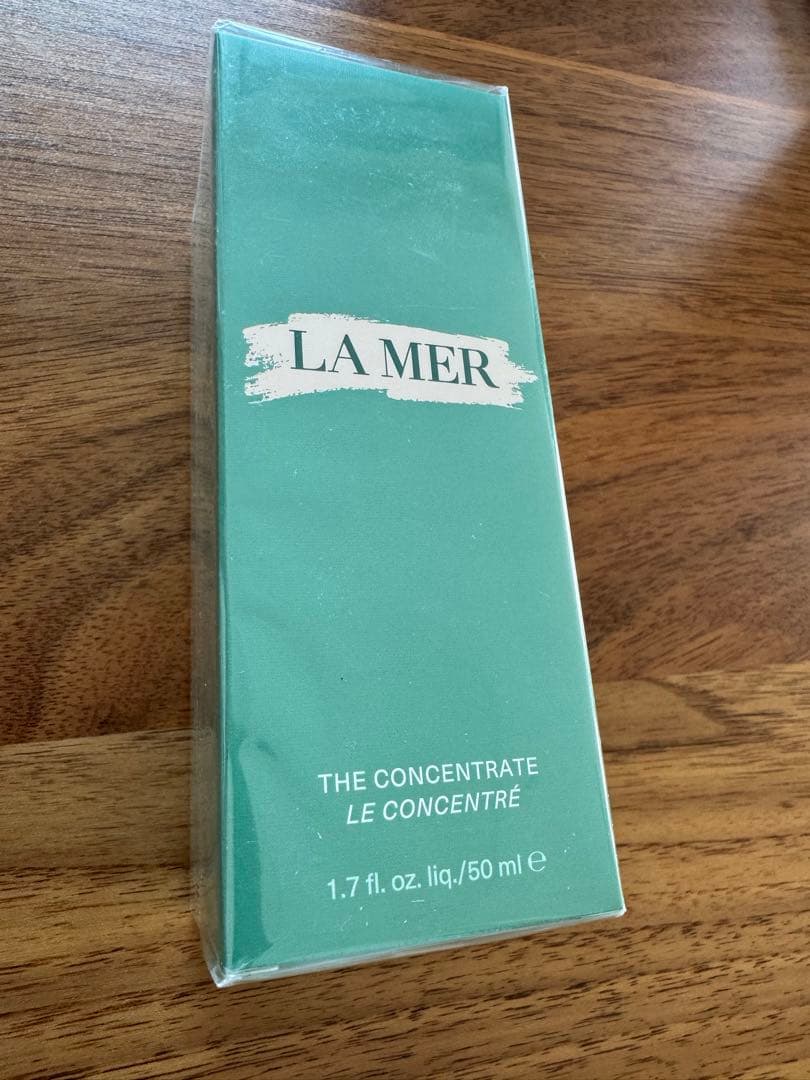 LA MER
THE CONCENTRATE
LE CONCENTRÉ
1.7 fl. oz. liq./50 ml ℮